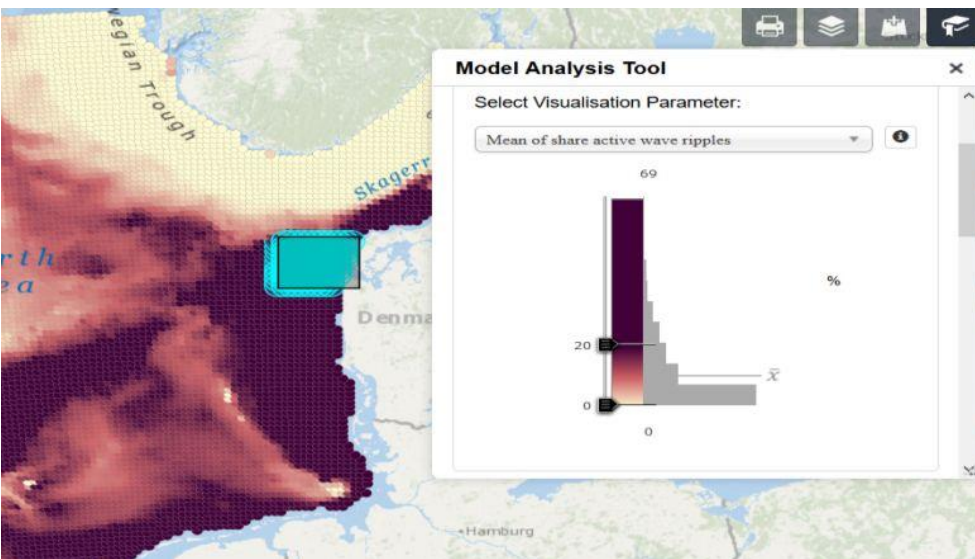 wegian Trough
Skagerr
rth
ea
Denma
Hamburg
Model Analysis Tool
×
Select Visualisation Parameter:
Mean of share active wave ripples
69
%
20
x̄
0
0